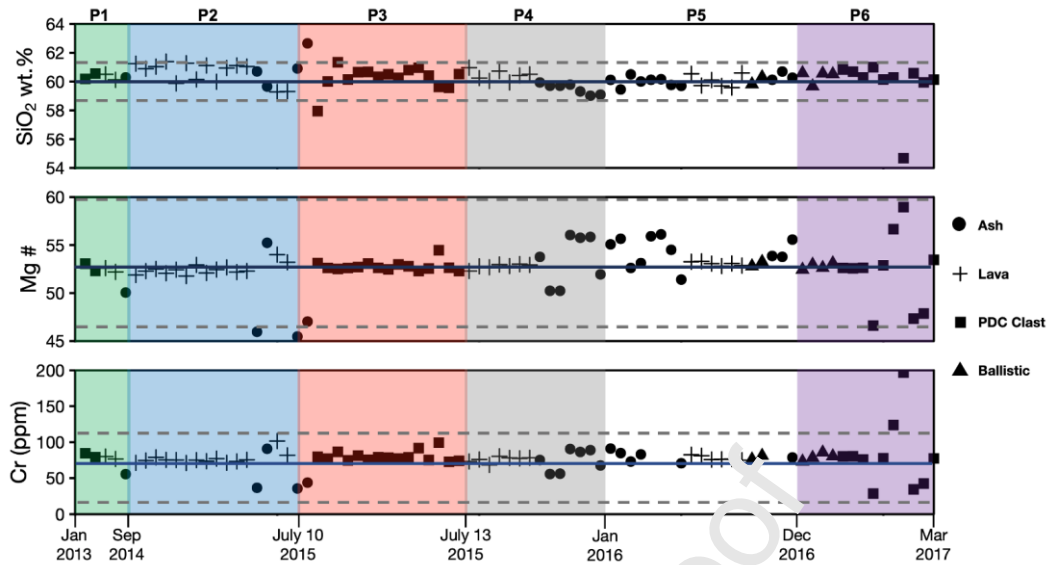 P1 P2 P3 P4 P5 P6
64
62
60
58
56
54
SiO₂ wt.%
60
55
50
45
Mg #
200
150
100
50
0
Cr (ppm)
Ash
Lava
PDC Clast
Ballistic
Jan Sep July 10 July 13 Jan Dec Mar
2013 2014 2015 2015 2016 2016 2017
oof